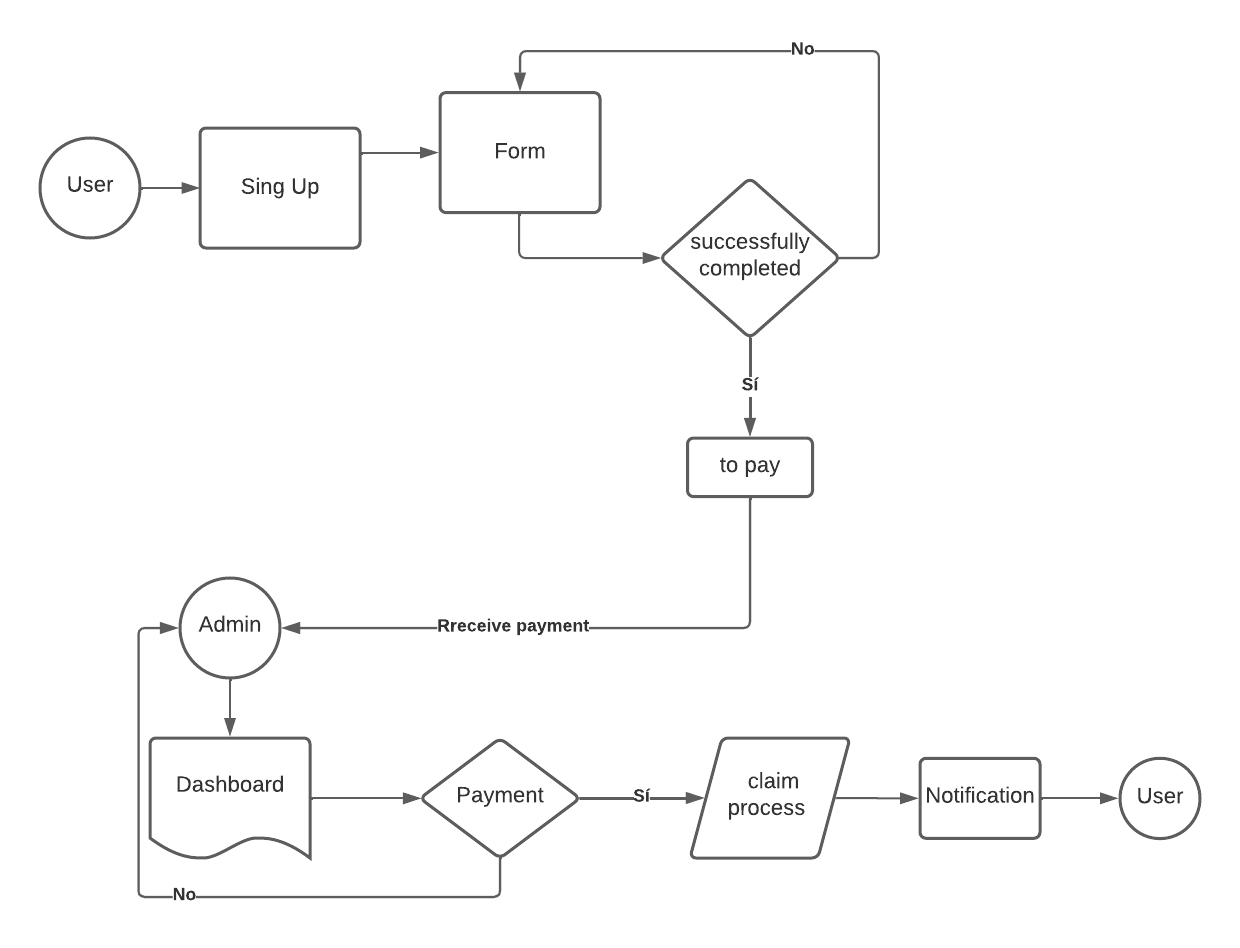 No
User
Sing Up
Form
successfully
completed
Sí
to pay
Admin
Rreceive payment
Dashboard
Payment
Sí
claim
process
Notification
User
No